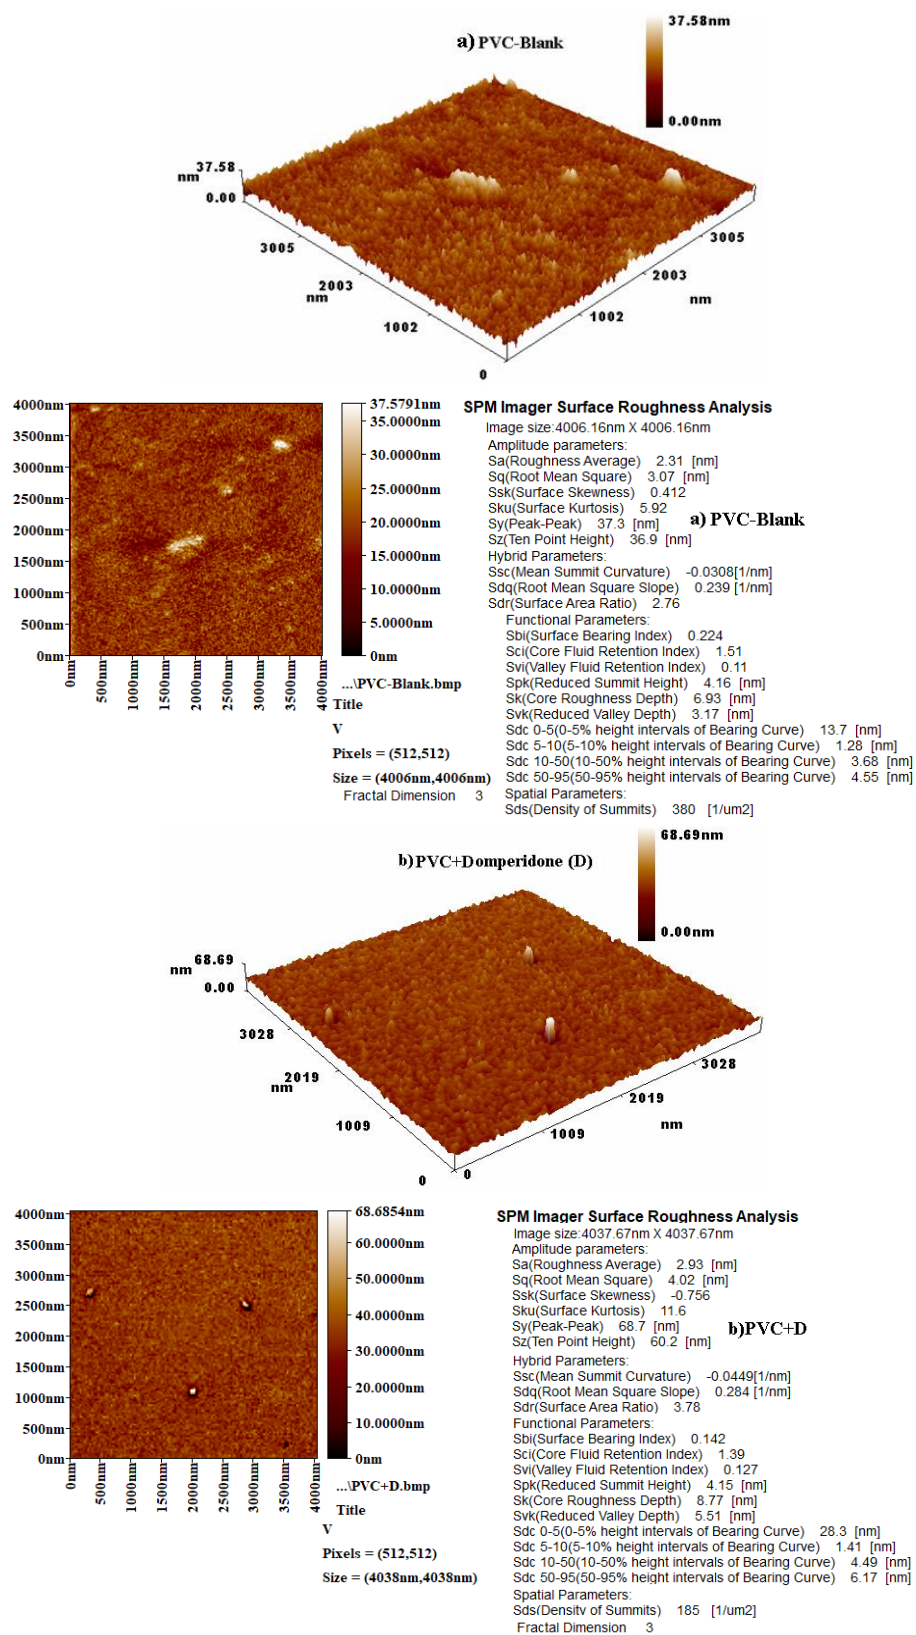 a) PVC-Blank
37.58nm
0.00nm
37.58
nm
0.00
3005
2003
nm
1002
0
3005
2003
nm
1002
4000nm
3500nm
3000nm
2500nm
2000nm
1500nm
1000nm
500nm
0nm
0nm
500nm
1000nm
1500nm
2000nm
2500nm
3000nm
3500nm
4000nm
37.5791nm
35.0000nm
30.0000nm
25.0000nm
20.0000nm
15.0000nm
10.0000nm
5.0000nm
0nm
...\PVC-Blank.bmp
Title
V
Pixels = (512,512)
Size = (4006nm,4006nm)
Fractal Dimension 3
SPM Imager Surface Roughness Analysis
Image size:4006.16nm X 4006.16nm
Amplitude parameters:
Sa(Roughness Average) 2.31 [nm]
Sq(Root Mean Square) 3.07 [nm]
Ssk(Surface Skewness) 0.412
Sku(Surface Kurtosis) 5.92
Sy(Peak-Peak) 37.3 [nm]
a) PVC-Blank
Sz(Ten Point Height) 36.9 [nm]
Hybrid Parameters:
Ssc(Mean Summit Curvature) -0.0308[1/nm]
Sdq(Root Mean Square Slope) 0.239 [1/nm]
Sdr(Surface Area Ratio) 2.76
Functional Parameters:
Sbi(Surface Bearing Index) 0.224
Sci(Core Fluid Retention Index) 1.51
Svi(Valley Fluid Retention Index) 0.11
Spk(Reduced Summit Height) 4.16 [nm]
Sk(Core Roughness Depth) 6.93 [nm]
Svk(Reduced Valley Depth) 3.17 [nm]
Sdc 0-5(0-5% height intervals of Bearing Curve) 13.7 [nm]
Sdc 5-10(5-10% height intervals of Bearing Curve) 1.28 [nm]
Sdc 10-50(10-50% height intervals of Bearing Curve) 3.68 [nm]
Sdc 50-95(50-95% height intervals of Bearing Curve) 4.55 [nm]
Spatial Parameters:
Sds(Density of Summits) 380 [1/um2]
b)PVC+Domperidone (D)
68.69nm
0.00nm
68.69
nm
0.00
3028
2019
nm
1009
0
0
3028
2019
nm
1009
4000nm
3500nm
3000nm
2500nm
2000nm
1500nm
1000nm
500nm
0nm
0nm
500nm
1000nm
1500nm
2000nm
2500nm
3000nm
3500nm
4000nm
68.6854nm
60.0000nm
50.0000nm
40.0000nm
30.0000nm
20.0000nm
10.0000nm
0nm
...\PVC+D.bmp
Title
V
Pixels = (512,512)
Size = (4038nm,4038nm)
SPM Imager Surface Roughness Analysis
Image size:4037.67nm X 4037.67nm
Amplitude parameters:
Sa(Roughness Average) 2.93 [nm]
Sq(Root Mean Square) 4.02 [nm]
Ssk(Surface Skewness) -0.756
Sku(Surface Kurtosis) 11.6
Sy(Peak-Peak) 68.7 [nm]
b)PVC+D
Sz(Ten Point Height) 60.2 [nm]
Hybrid Parameters:
Ssc(Mean Summit Curvature) -0.0449[1/nm]
Sdq(Root Mean Square Slope) 0.284 [1/nm]
Sdr(Surface Area Ratio) 3.78
Functional Parameters:
Sbi(Surface Bearing Index) 0.142
Sci(Core Fluid Retention Index) 1.39
Svi(Valley Fluid Retention Index) 0.127
Spk(Reduced Summit Height) 4.15 [nm]
Sk(Core Roughness Depth) 8.77 [nm]
Svk(Reduced Valley Depth) 5.51 [nm]
Sdc 0-5(0-5% height intervals of Bearing Curve) 28.3 [nm]
Sdc 5-10(5-10% height intervals of Bearing Curve) 1.41 [nm]
Sdc 10-50(10-50% height intervals of Bearing Curve) 4.49 [nm]
Sdc 50-95(50-95% height intervals of Bearing Curve) 6.17 [nm]
Spatial Parameters:
Sds(Density of Summits) 185 [1/um2]
Fractal Dimension 3